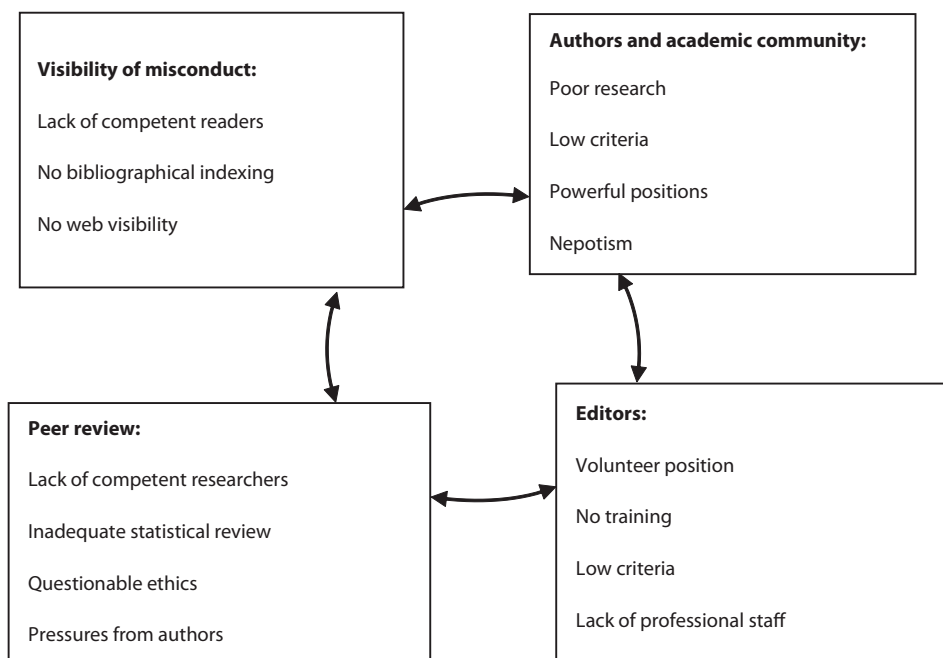 Visibility of misconduct:
Lack of competent readers
No bibliographical indexing
No web visibility
Authors and academic community:
Poor research
Low criteria
Powerful positions
Nepotism
Peer review:
Lack of competent researchers
Inadequate statistical review
Questionable ethics
Pressures from authors
Editors:
Volunteer position
No training
Low criteria
Lack of professional staff